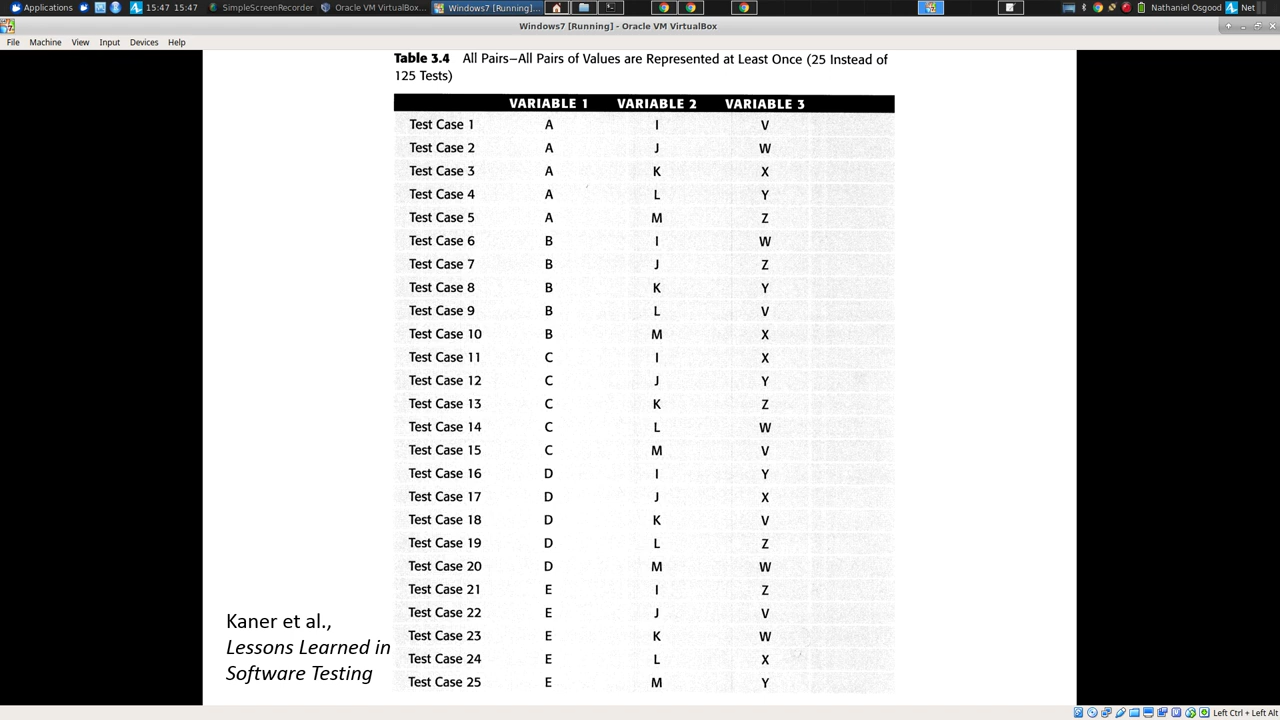 Applications 15:47 15:47 SimpleScreenRecorder Oracle VM VirtualBox... Windows7 [Running]... Nathaniel Osgood Net
Windows7 [Running] - Oracle VM VirtualBox
File Machine View Input Devices Help
Table 3.4 All Pairs—All Pairs of Values are Represented at Least Once (25 Instead of
125 Tests)
VARIABLE 1 VARIABLE 2 VARIABLE 3
Test Case 1 A I V
Test Case 2 A J W
Test Case 3 A K X
Test Case 4 A L Y
Test Case 5 A M Z
Test Case 6 B I W
Test Case 7 B J Z
Test Case 8 B K Y
Test Case 9 B L V
Test Case 10 B M X
Test Case 11 C I X
Test Case 12 C J Y
Test Case 13 C K Z
Test Case 14 C L W
Test Case 15 C M V
Test Case 16 D I Y
Test Case 17 D J X
Test Case 18 D K V
Test Case 19 D L Z
Test Case 20 D M W
Test Case 21 E I Z
Test Case 22 E J V
Test Case 23 E K W
Test Case 24 E L X
Test Case 25 E M Y
Kaner et al.,
Lessons Learned in
Software Testing
Left Ctrl + Left Alt